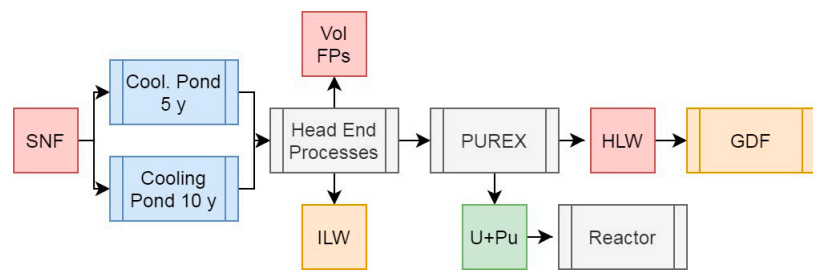 Vol
FPs
Cool. Pond
5 y
SNF
Head End
Processes
PUREX
HLW
GDF
Cooling
Pond 10 y
ILW
U+Pu
Reactor